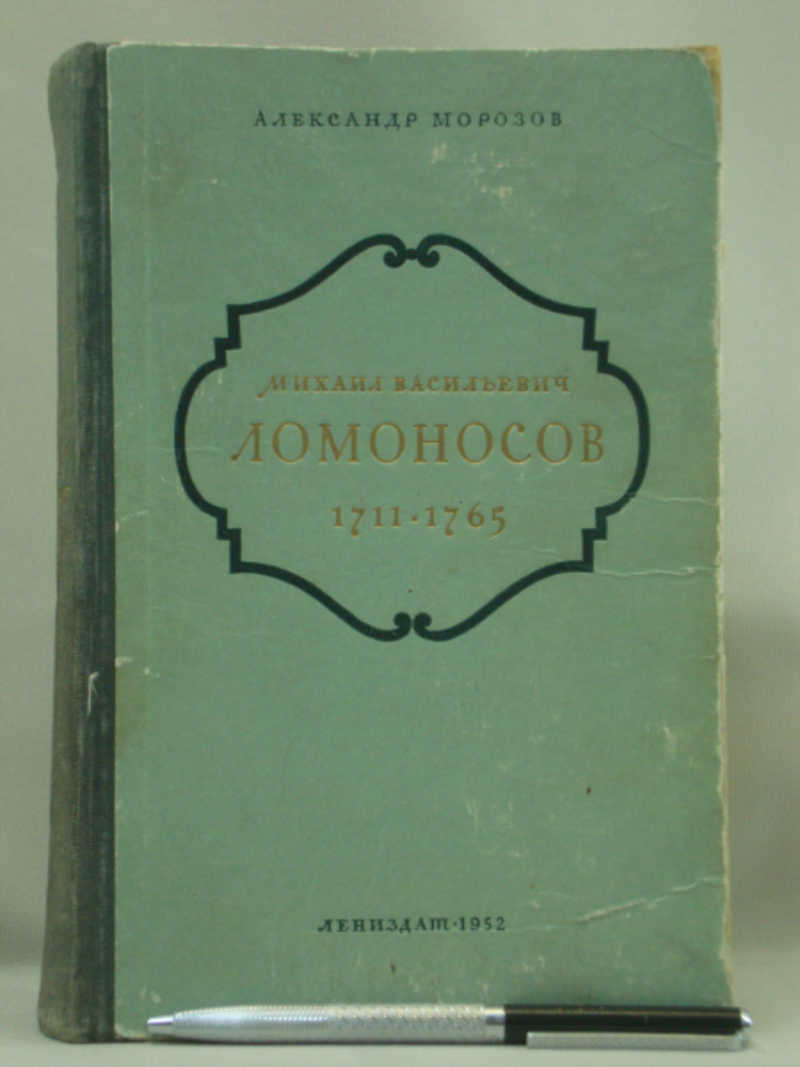 АЛЕКСАНДР МОРОЗОВ
МИХАИЛ ВАСИЛЬЕВИЧ
ЛОМОНОСОВ
1711·1765
ЛЕНИЗДАТ·1952